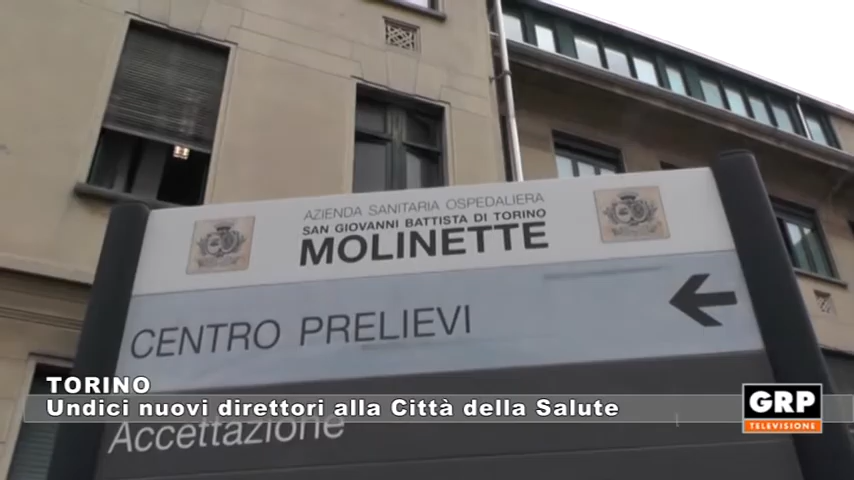 AZIENDA SANITARIA OSPEDALIERA
SAN GIOVANNI BATTISTA DI TORINO
MOLINETTE
CENTRO PRELIEVI
TORINO
Undici nuovi direttori alla Città della Salute
GRP
TELEVISIONE
Accettazione